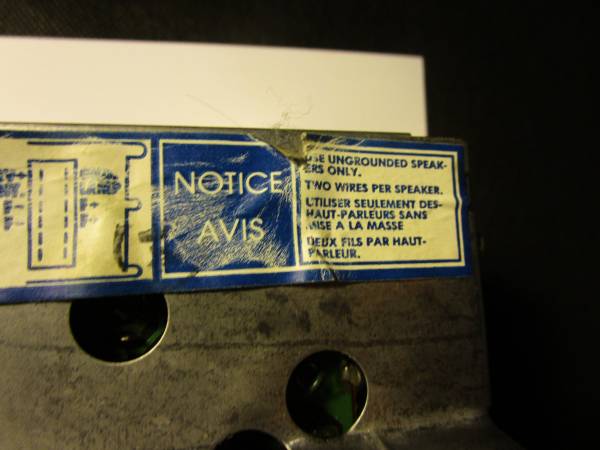 NOTICE
AVIS
USE UNGROUNDED SPEAK-
ERS ONLY.
TWO WIRES PER SPEAKER.
UTILISER SEULEMENT DES-
HAUT-PARLEURS SANS
MISE A LA MASSE
DEUX FILS PAR HAUT-
PARLEUR.